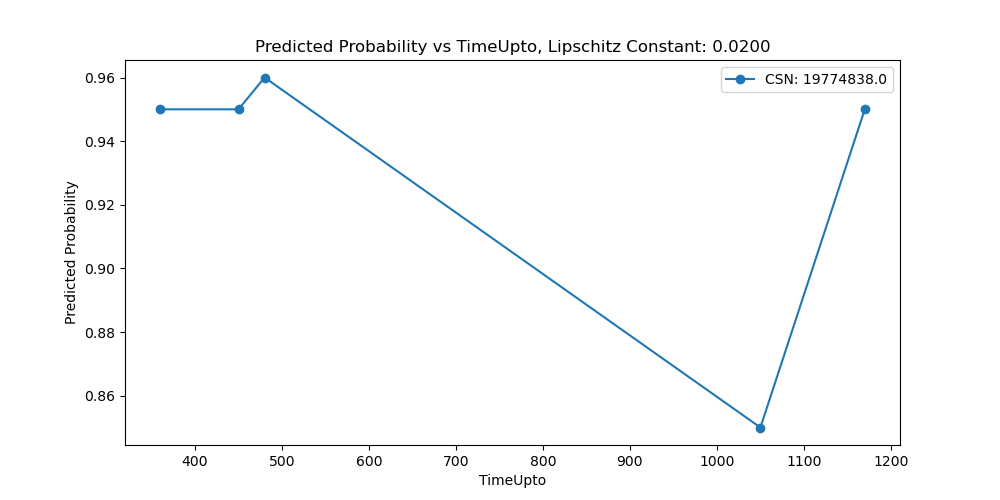 Predicted Probability vs TimeUpto, Lipschitz Constant: 0.0200
CSN: 19774838.0
Predicted Probability
0.96
0.94
0.92
0.90
0.88
0.86
400 500 600 700 800 900 1000 1100 1200
TimeUpto